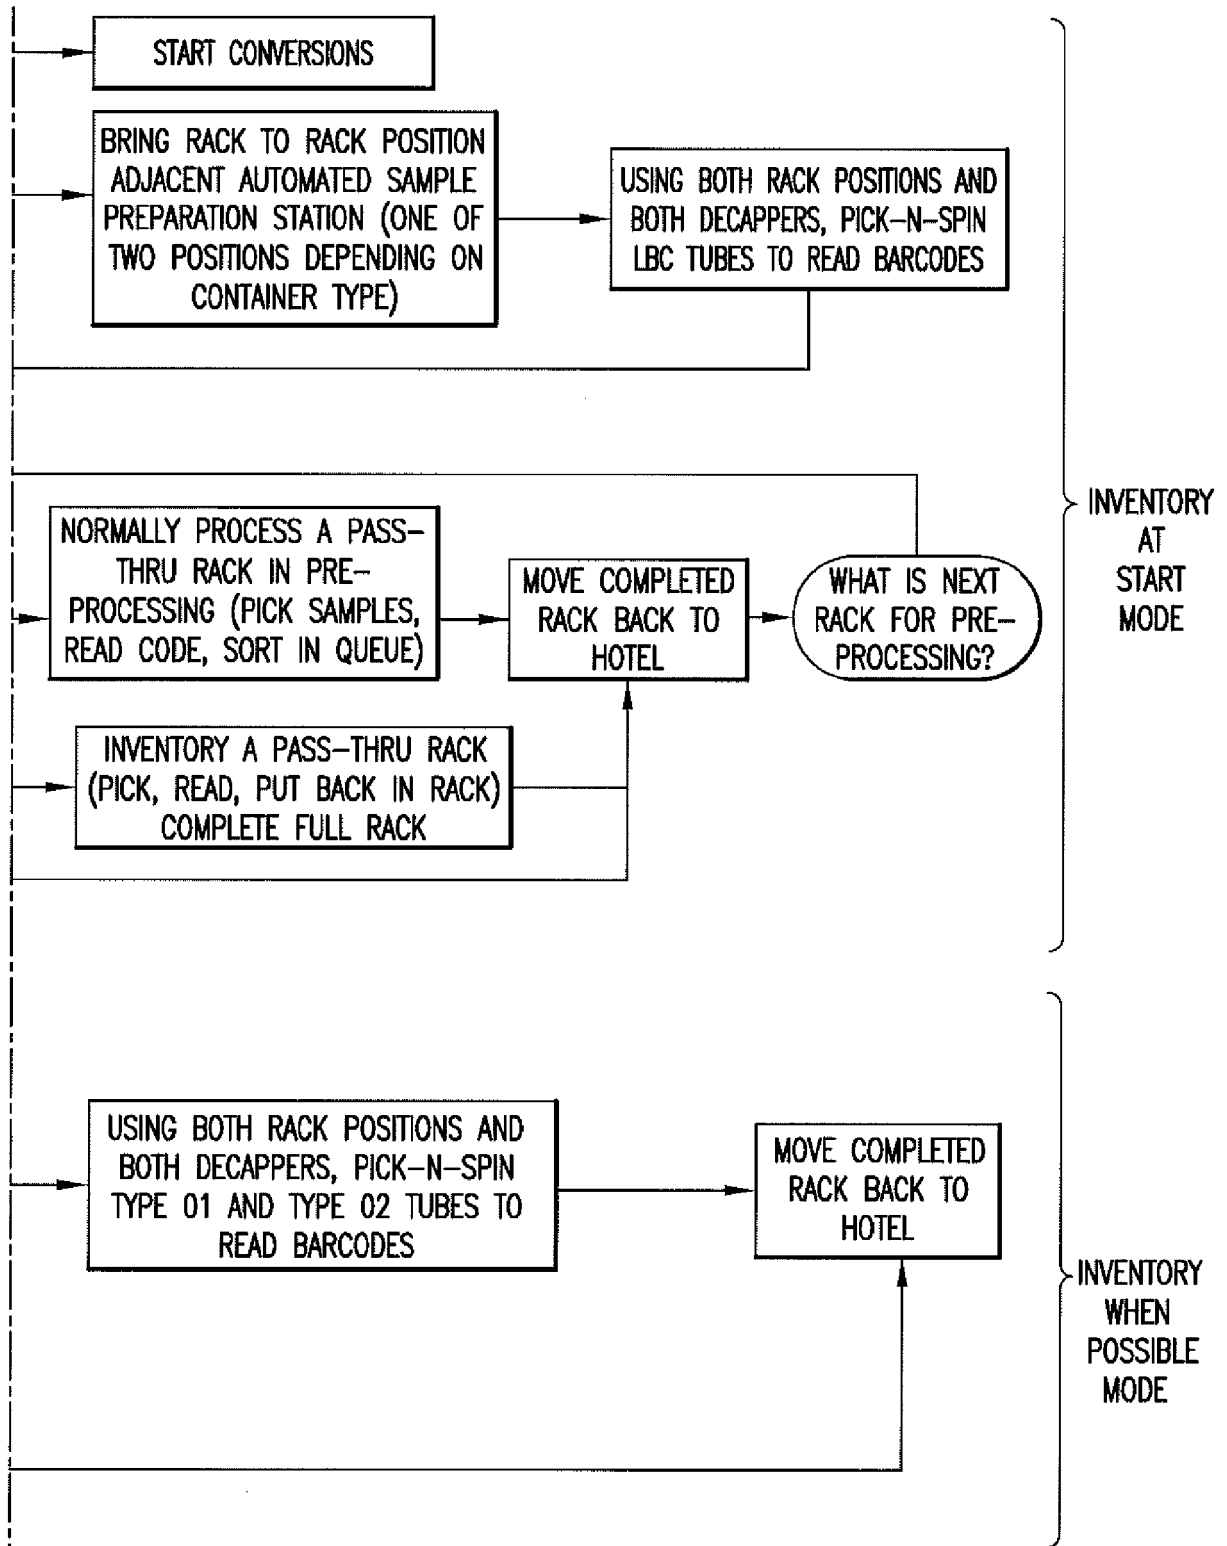 START CONVERSIONS
BRING RACK TO RACK POSITION
ADJACENT AUTOMATED SAMPLE
PREPARATION STATION (ONE OF
TWO POSITIONS DEPENDING ON
CONTAINER TYPE)
USING BOTH RACK POSITIONS AND
BOTH DECAPPERS, PICK-N-SPIN
LBC TUBES TO READ BARCODES
NORMALLY PROCESS A PASS-
THRU RACK IN PRE-
PROCESSING (PICK SAMPLES,
READ CODE, SORT IN QUEUE)
MOVE COMPLETED
RACK BACK TO
HOTEL
WHAT IS NEXT
RACK FOR PRE-
PROCESSING?
INVENTORY
AT
START
MODE
INVENTORY A PASS-THRU RACK
(PICK, READ, PUT BACK IN RACK)
COMPLETE FULL RACK
USING BOTH RACK POSITIONS AND
BOTH DECAPPERS, PICK-N-SPIN
TYPE 01 AND TYPE 02 TUBES TO
READ BARCODES
MOVE COMPLETED
RACK BACK TO
HOTEL
INVENTORY
WHEN
POSSIBLE
MODE